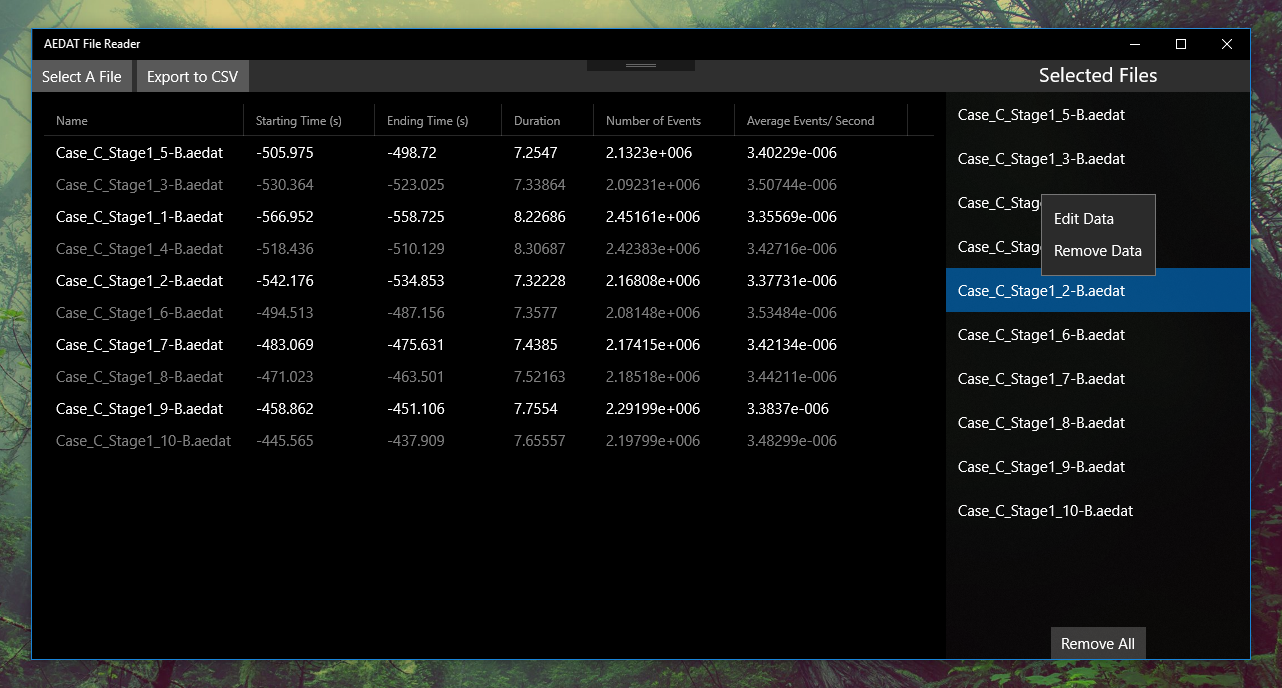 AEDAT File Reader
Select A File Export to CSV Selected Files
Name Starting Time (s) Ending Time (s) Duration Number of Events Average Events/ Second
Case_C_Stage1_5-B.aedat -505.975 -498.72 7.2547 2.1323e+006 3.40229e-006
Case_C_Stage1_3-B.aedat -530.364 -523.025 7.33864 2.09231e+006 3.50744e-006
Case_C_Stage1_1-B.aedat -566.952 -558.725 8.22686 2.45161e+006 3.35569e-006
Case_C_Stage1_4-B.aedat -518.436 -510.129 8.30687 2.42383e+006 3.42716e-006
Case_C_Stage1_2-B.aedat -542.176 -534.853 7.32228 2.16808e+006 3.37731e-006
Case_C_Stage1_6-B.aedat -494.513 -487.156 7.3577 2.08148e+006 3.53484e-006
Case_C_Stage1_7-B.aedat -483.069 -475.631 7.4385 2.17415e+006 3.42134e-006
Case_C_Stage1_8-B.aedat -471.023 -463.501 7.52163 2.18518e+006 3.44211e-006
Case_C_Stage1_9-B.aedat -458.862 -451.106 7.7554 2.29199e+006 3.3837e-006
Case_C_Stage1_10-B.aedat -445.565 -437.909 7.65557 2.19799e+006 3.48299e-006
Case_C_Stage1_5-B.aedat
Case_C_Stage1_3-B.aedat
Case_C_Stag
Edit Data
Case_C_Stag
Remove Data
Case_C_Stage1_2-B.aedat
Case_C_Stage1_6-B.aedat
Case_C_Stage1_7-B.aedat
Case_C_Stage1_8-B.aedat
Case_C_Stage1_9-B.aedat
Case_C_Stage1_10-B.aedat
Remove All